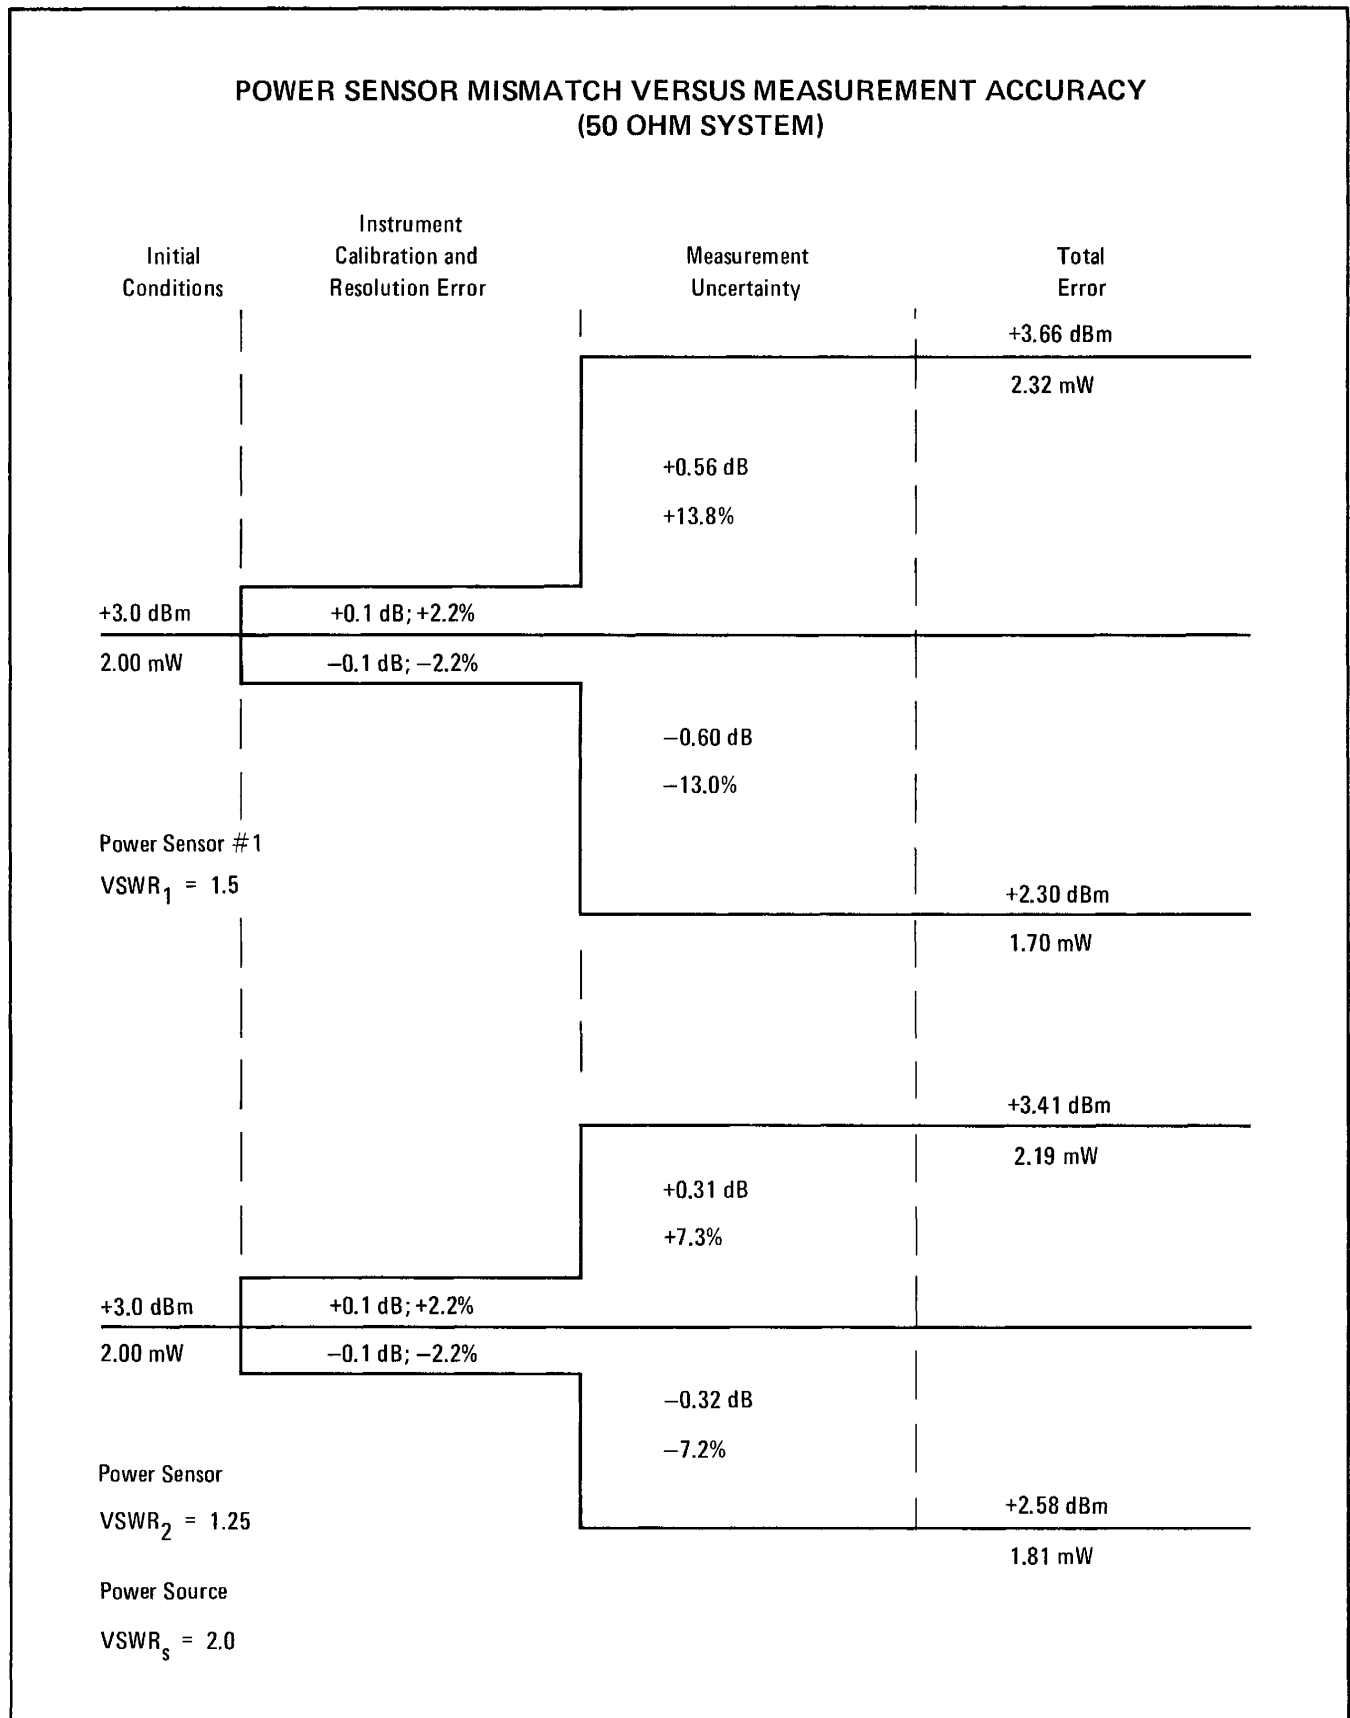 POWER SENSOR MISMATCH VERSUS MEASUREMENT ACCURACY
(50 OHM SYSTEM)
Initial
Conditions
Instrument
Calibration and
Resolution Error
Measurement
Uncertainty
Total
Error
+3.66 dBm
2.32 mW
+0.56 dB
+13.8%
+3.0 dBm
+0.1 dB; +2.2%
2.00 mW
−0.1 dB; −2.2%
−0.60 dB
−13.0%
Power Sensor #1
VSWR₁ = 1.5
+2.30 dBm
1.70 mW
+3.41 dBm
2.19 mW
+0.31 dB
+7.3%
+3.0 dBm
+0.1 dB; +2.2%
2.00 mW
−0.1 dB; −2.2%
−0.32 dB
−7.2%
Power Sensor
VSWR₂ = 1.25
+2.58 dBm
1.81 mW
Power Source
VSWRₛ = 2.0